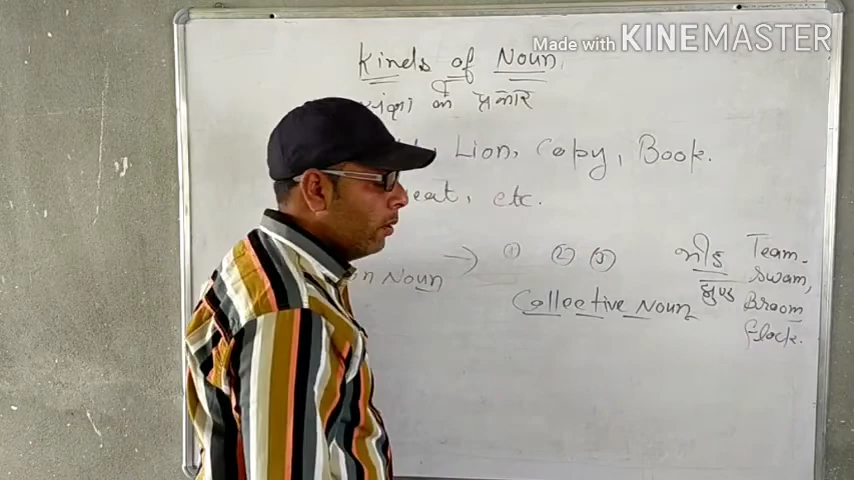 Made with KINEMASTER
Kinds of Noun.
संज्ञा के प्रकार
Lion, Copy, Book.
etc.
Noun → ① ② ③
भीड़ Team.
झुण्ड Swam,
Collective Noun Broom
flock.